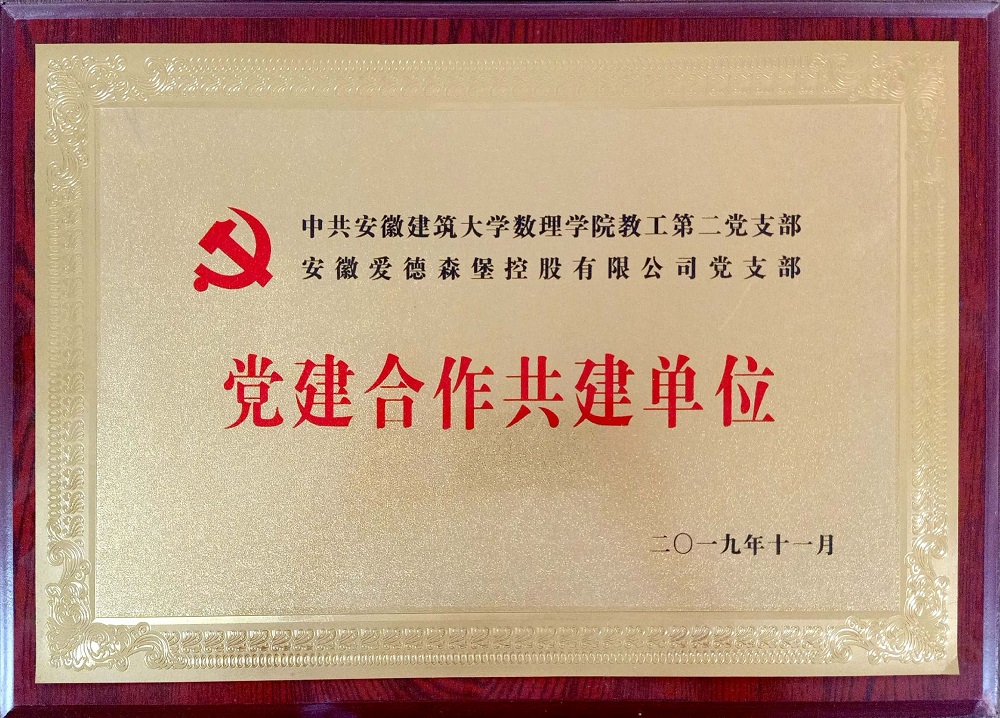 中共安徽建筑大学数理学院教工第二党支部
安徽爱德森堡控股有限公司党支部
党建合作共建单位
二〇一九年十一月